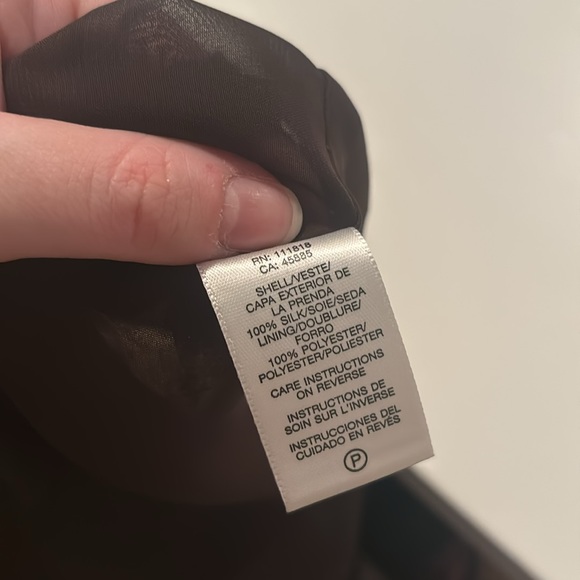 RN: 111818
CA: 45885
SHELL/VESTE/
CAPA EXTERIOR DE
LA PRENDA
100% SILK/SOIE/SEDA
LINING/DOUBLURE/
FORRO
100% POLYESTER/
POLYESTER/POLIESTER
CARE INSTRUCTIONS
ON REVERSE
INSTRUCTIONS DE
SOIN SUR L'INVERSE
INSTRUCCIONES DEL
CUIDADO EN REVÉS
P